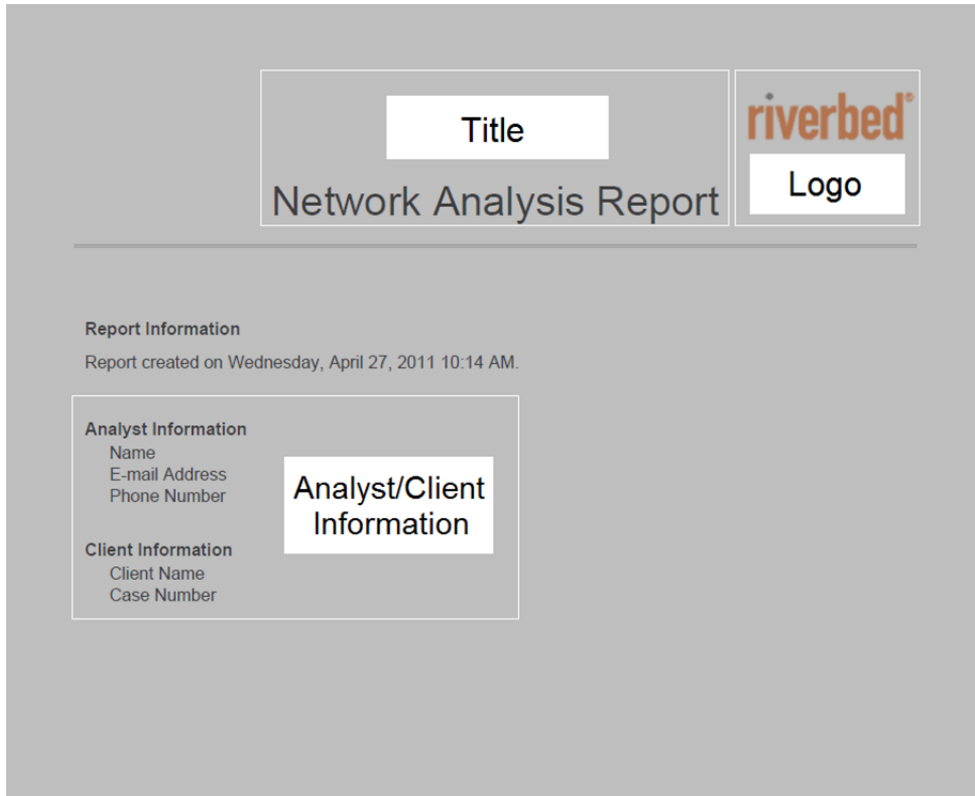 Title
Network Analysis Report
riverbed®
Logo
Report Information
Report created on Wednesday, April 27, 2011 10:14 AM.
Analyst Information
Name
E-mail Address
Phone Number
Analyst/Client
Information
Client Information
Client Name
Case Number